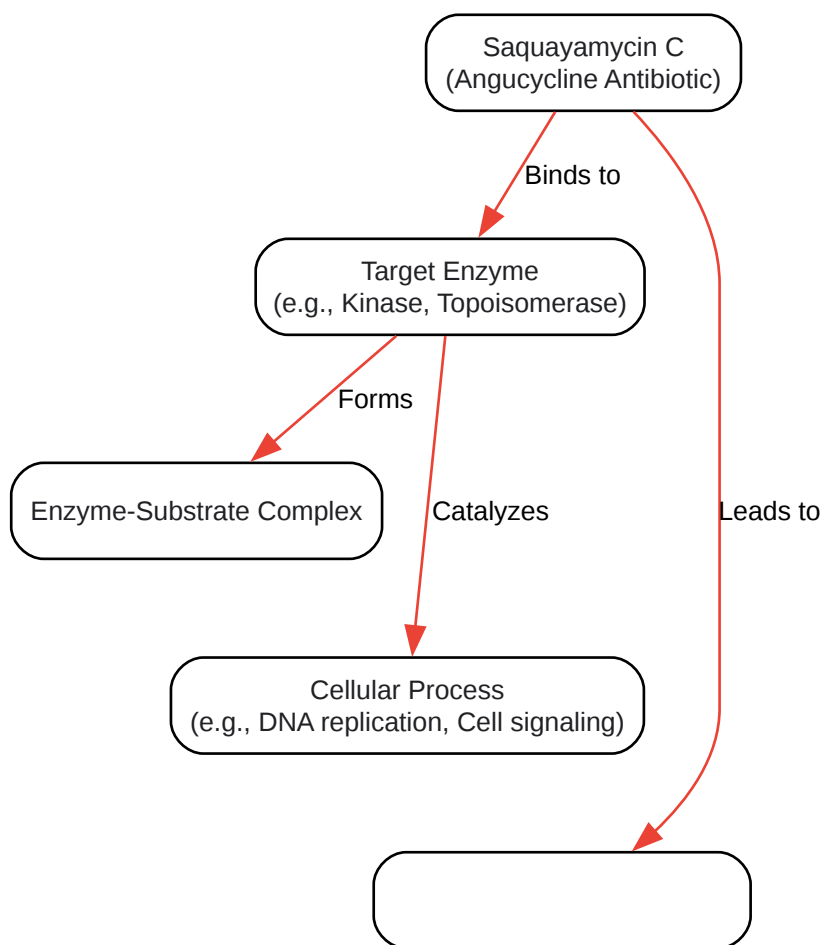 Saquayamycin C
(Angucycline Antibiotic)
Binds to
Target Enzyme
(e.g., Kinase, Topoisomerase)
Forms
Enzyme-Substrate Complex
Catalyzes
Leads to
Cellular Process
(e.g., DNA replication, Cell signaling)